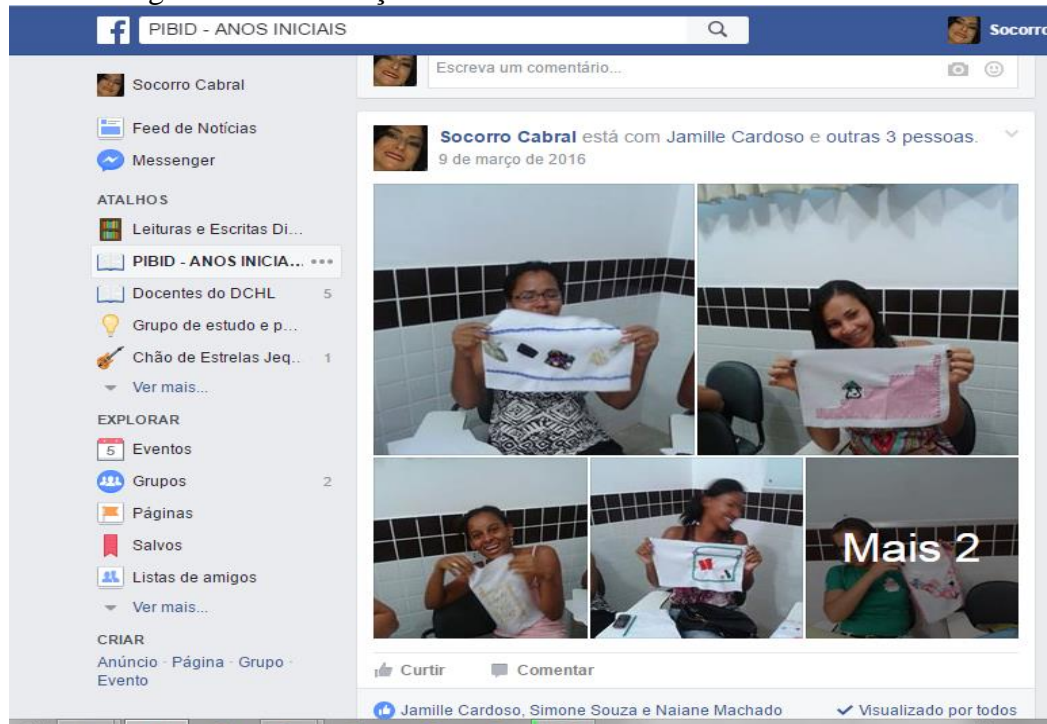 f PIBID - ANOS INICIAIS
Socorro
Socorro Cabral
Feed de Notícias
Messenger
ATALHOS
Leituras e Escritas Di...
PIBID - ANOS INICIA...
Docentes do DCHL 5
Grupo de estudo e p...
Chão de Estrelas Jeq.. 1
Ver mais...
EXPLORAR
5 Eventos
Grupos 2
Páginas
Salvos
Listas de amigos
Ver mais...
CRIAR
Anúncio · Página · Grupo ·
Evento
Escreva um comentário...
Socorro Cabral está com Jamille Cardoso e outras 3 pessoas.
9 de março de 2016
Mais 2
Curtir Comentar
Jamille Cardoso, Simone Souza e Naiane Machado
Visualizado por todos